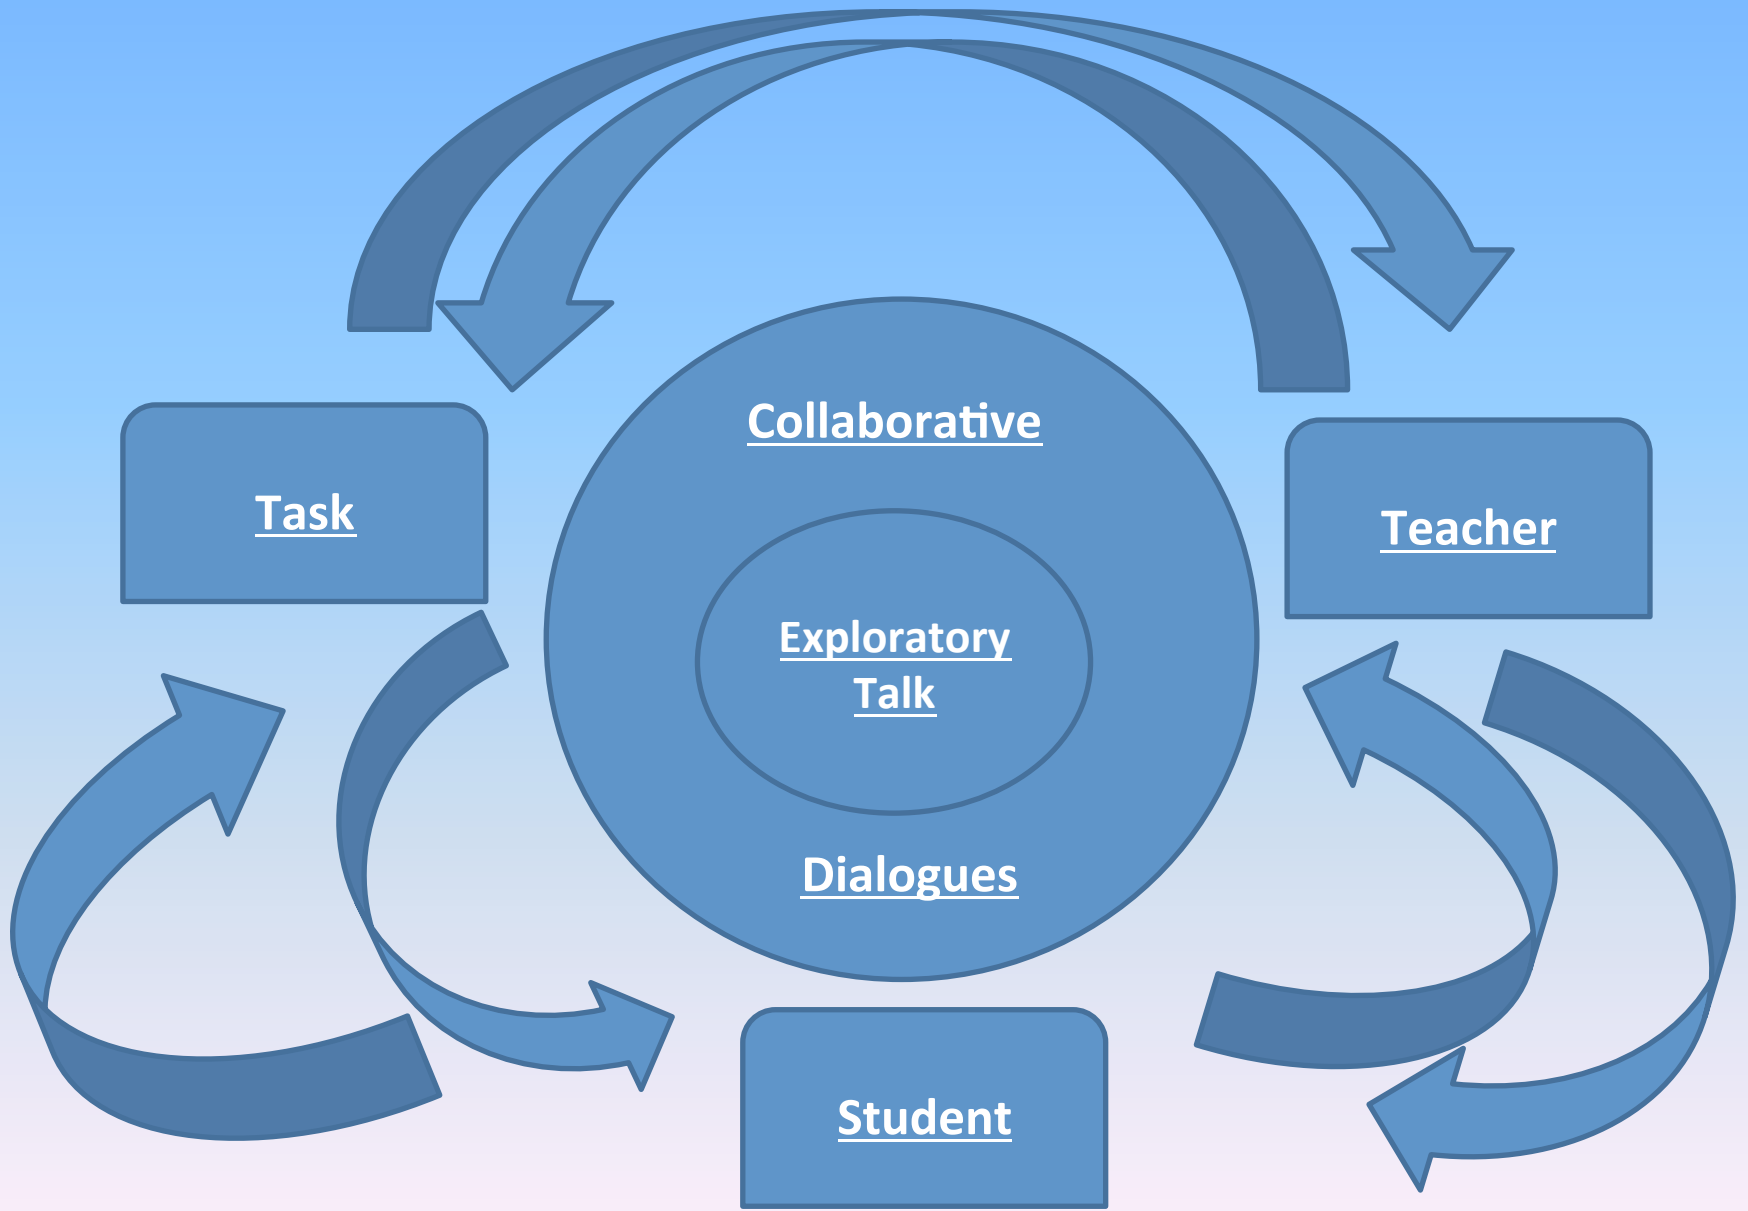 Collaborative
Task
Teacher
Exploratory
Talk
Dialogues
Student